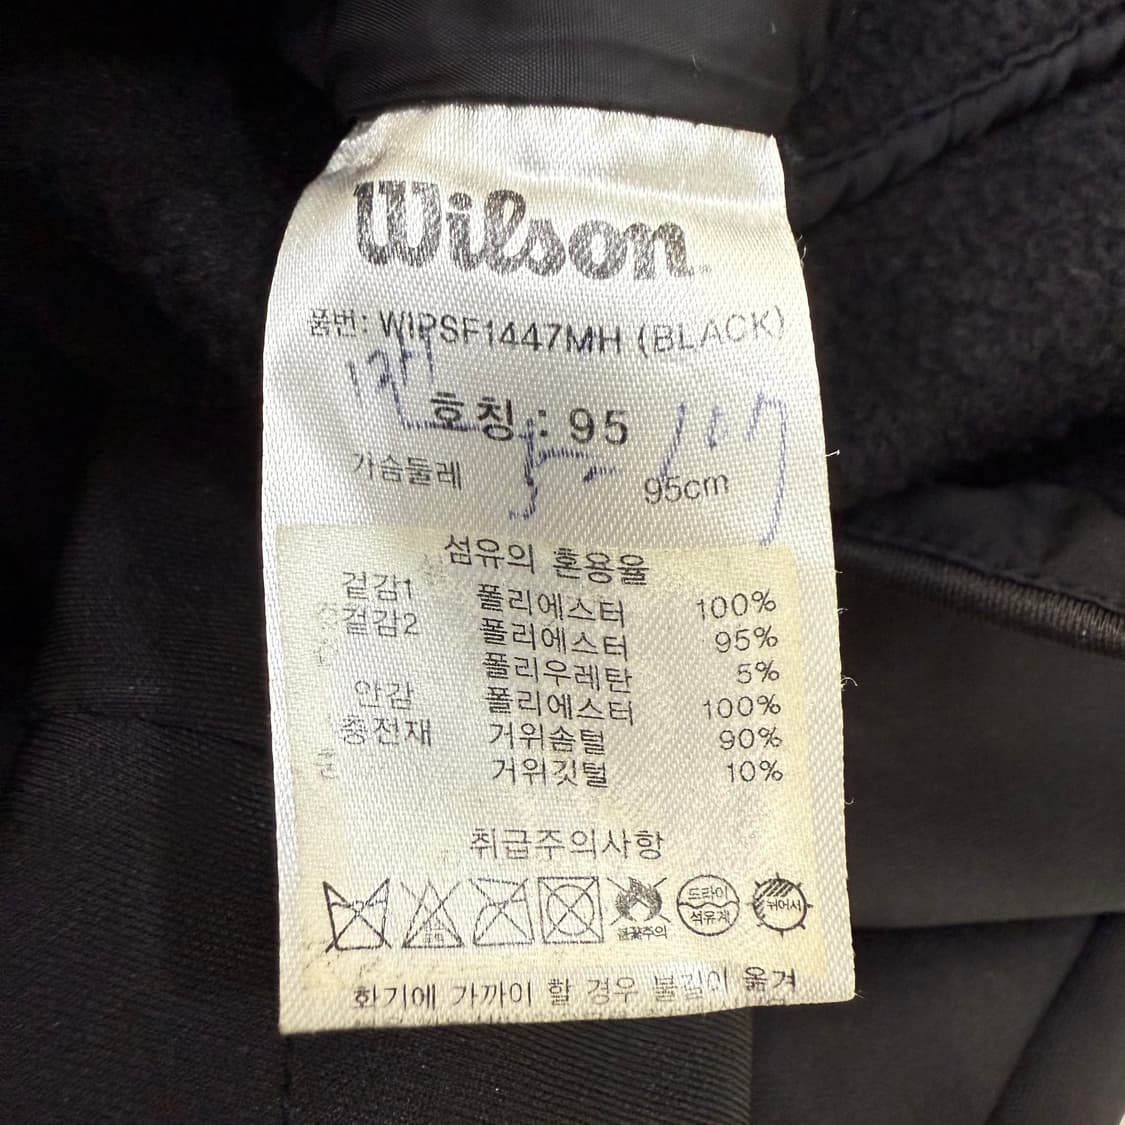 Wilson
품번: WIPSF1447MH (BLACK)
호칭 : 95
가슴둘레 95cm
섬유의 혼용율
겉감1 폴리에스터 100%
겉감2 폴리에스터 95%
폴리우레탄 5%
안감 폴리에스터 100%
충전재 거위솜털 90%
거위깃털 10%
취급주의사항
드라이
석유계
뉘어서
불꽃주의
화기에 가까이 할 경우 불길이 옮겨